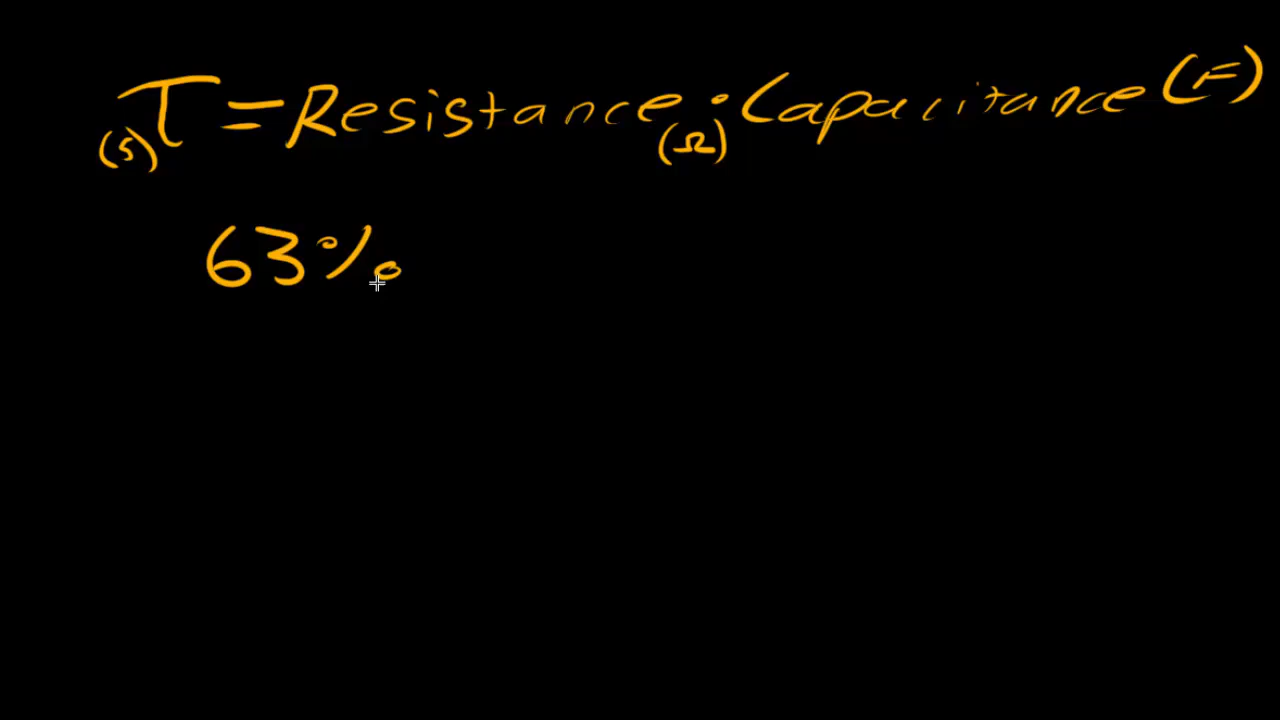 (s) T = Resistance (Ω) · Capacitance (F)
63%